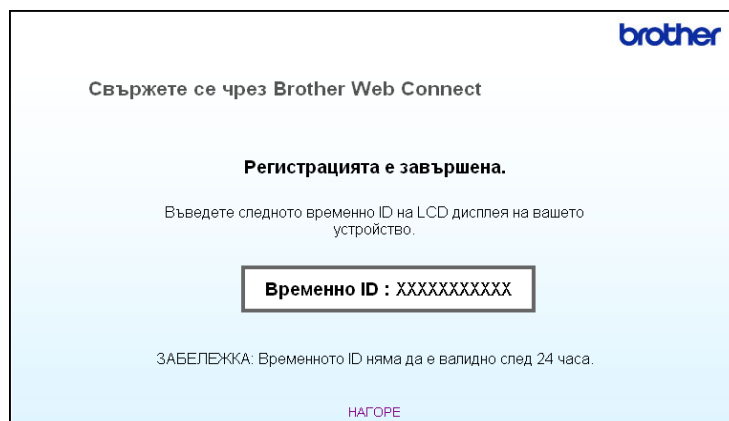 brother
Свържете се чрез Brother Web Connect
Регистрацията е завършена.
Въведете следното временно ID на LCD дисплея на вашето
устройство.
Временно ID : XXXXXXXXXXX
ЗАБЕЛЕЖКА: Временното ID няма да е валидно след 24 часа.
НАГОРЕ